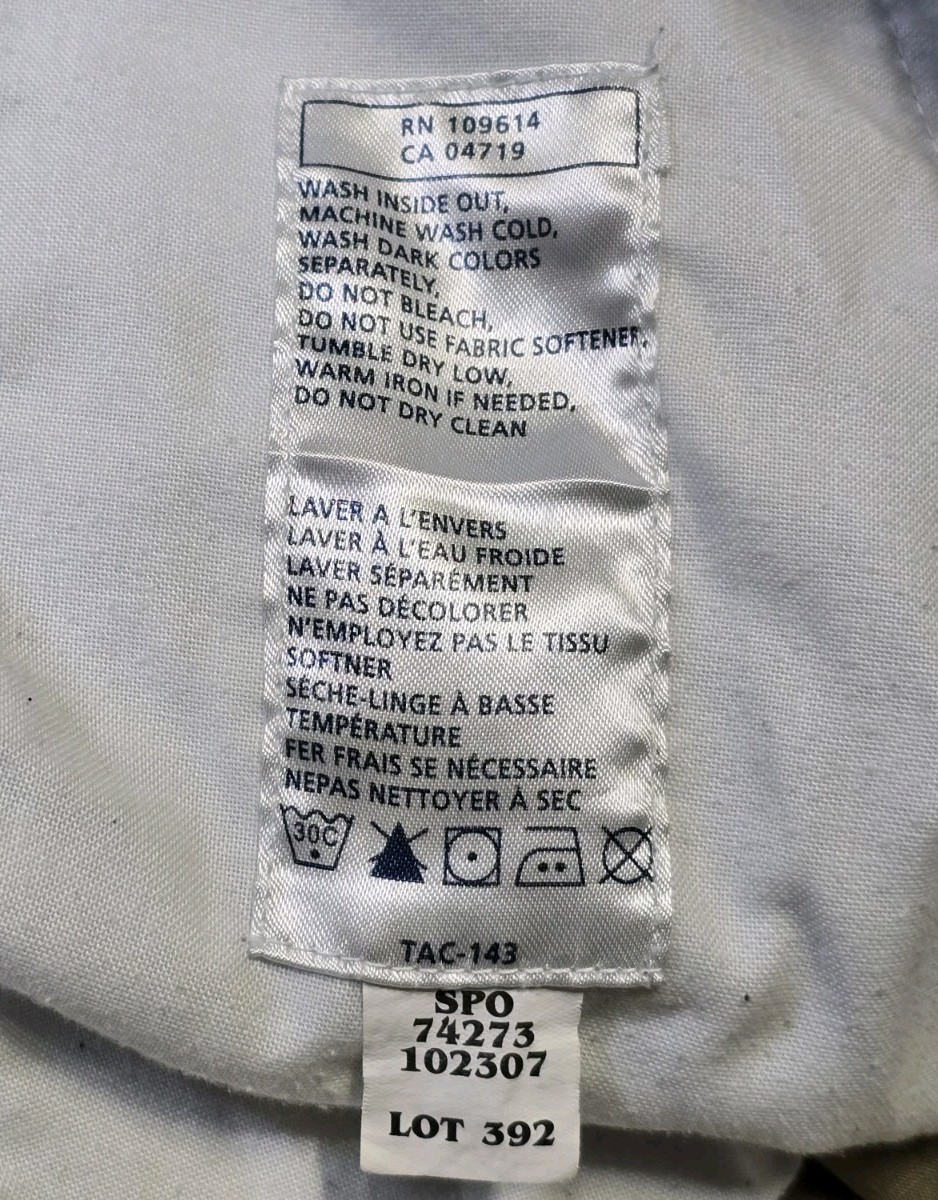 RN 109614
CA 04719
WASH INSIDE OUT,
MACHINE WASH COLD,
WASH DARK COLORS
SEPARATELY,
DO NOT BLEACH,
DO NOT USE FABRIC SOFTENER,
TUMBLE DRY LOW,
WARM IRON IF NEEDED,
DO NOT DRY CLEAN
LAVER A L'ENVERS
LAVER À L'EAU FROIDE
LAVER SÉPARÉMENT
NE PAS DÉCOLORER
N'EMPLOYEZ PAS LE TISSU
SOFTNER
SÉCHE-LINGE À BASSE
TEMPÉRATURE
FER FRAIS SE NÉCESSAIRE
NEPAS NETTOYER À SEC
30C
TAC-143
SPO
74273
102307
LOT 392